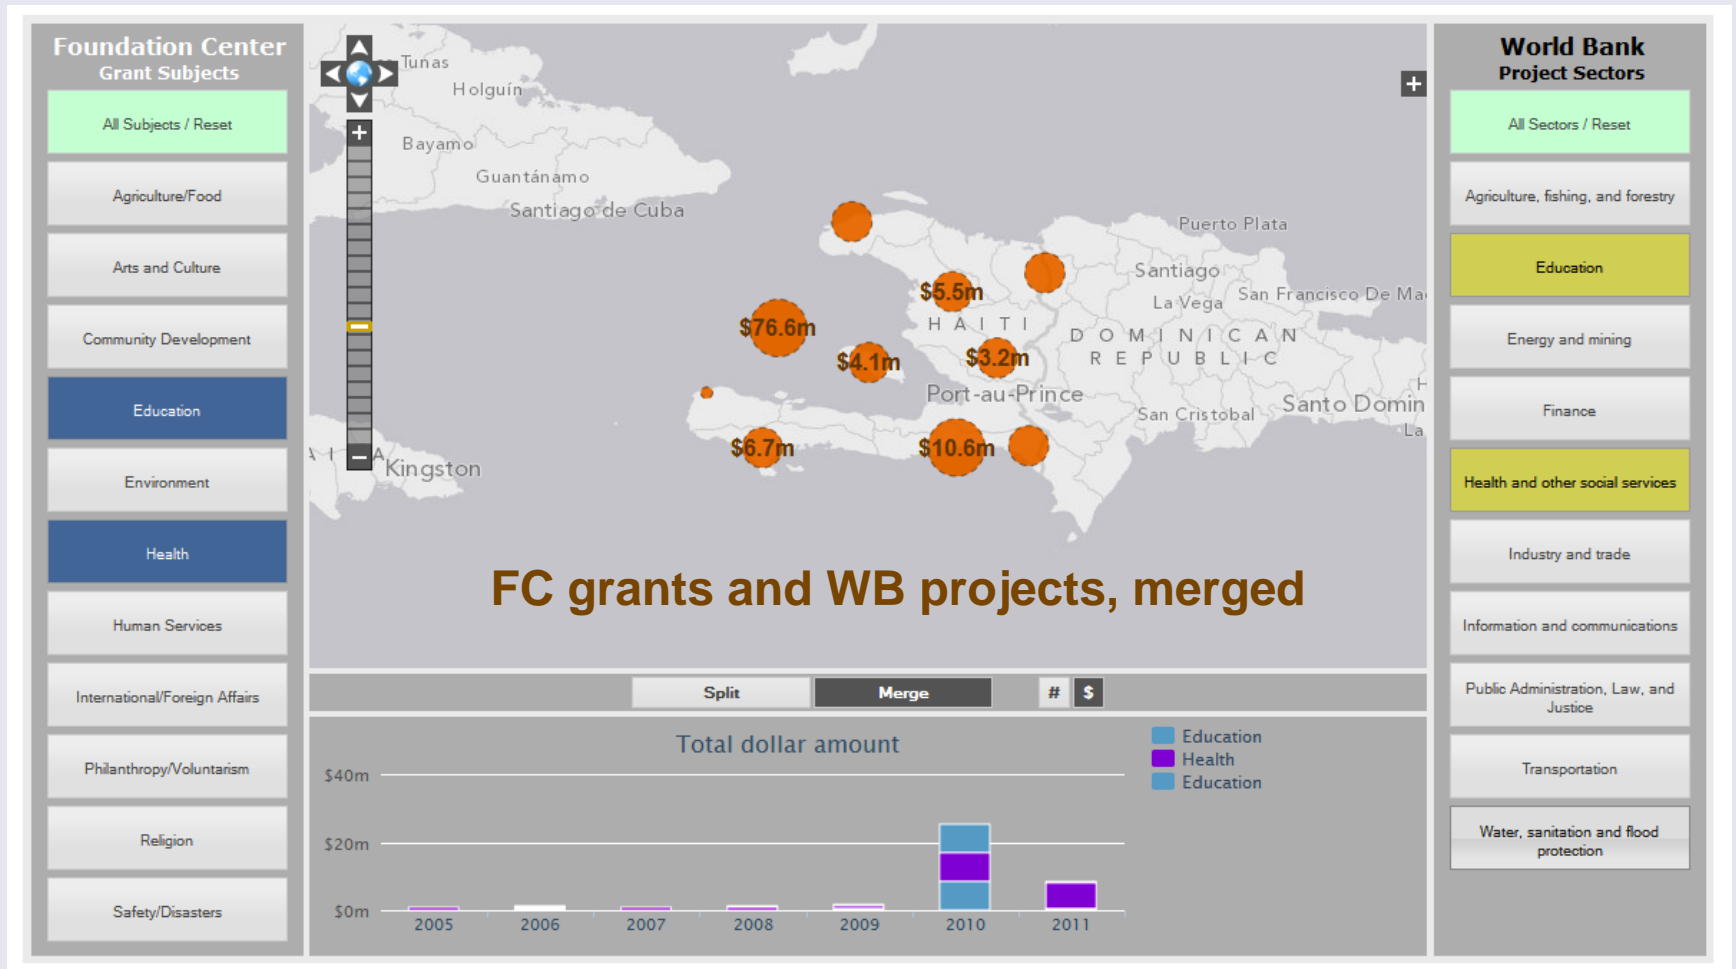 Foundation Center
Grant Subjects
All Subjects / Reset
Agriculture/Food
Arts and Culture
Community Development
Education
Environment
Health
Human Services
International/Foreign Affairs
Philanthropy/Voluntarism
Religion
Safety/Disasters
Tunas
Holguín
Bayamo
Guantánamo
Santiago de Cuba
Kingston
Puerto Plata
Santiago
La Vega
San Francisco De Ma
HAITI
DOMINICAN
REPUBLIC
Port-au-Prince
San Cristobal
Santo Domin
La
$5.5m
$76.6m
$4.1m
$3.2m
$6.7m
$10.6m
FC grants and WB projects, merged
Split
Merge
#
$
Total dollar amount
$40m
$20m
$0m
2005
2006
2007
2008
2009
2010
2011
Education
Health
Education
World Bank
Project Sectors
All Sectors / Reset
Agriculture, fishing, and forestry
Education
Energy and mining
Finance
Health and other social services
Industry and trade
Information and communications
Public Administration, Law, and
Justice
Transportation
Water, sanitation and flood
protection